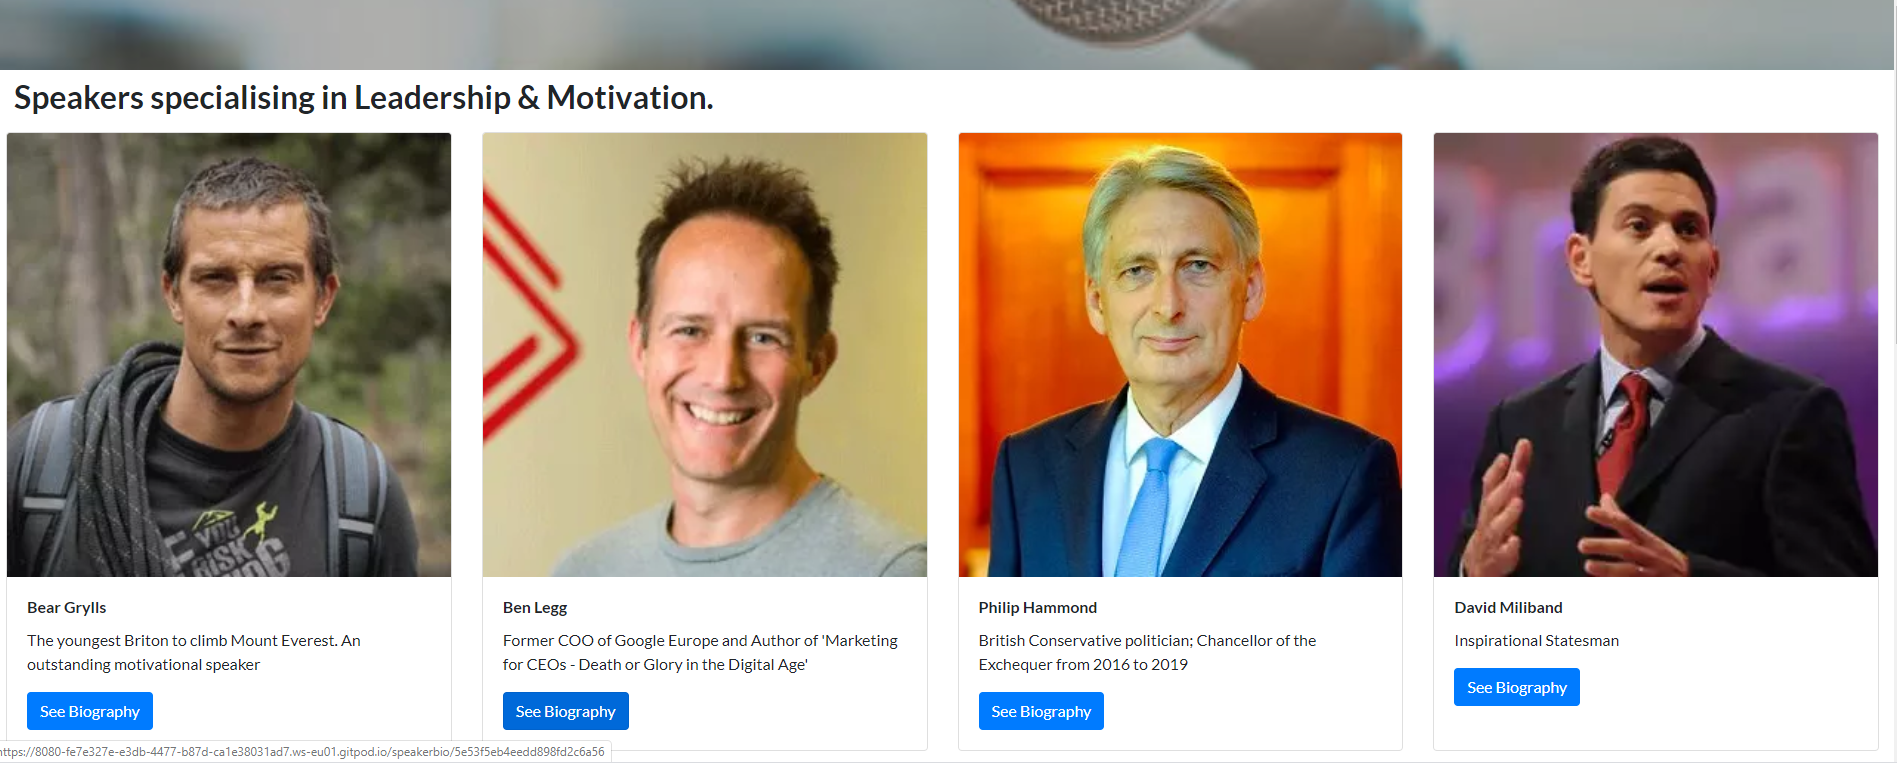 Speakers specialising in Leadership & Motivation.
Bear Grylls
The youngest Briton to climb Mount Everest. An
outstanding motivational speaker
See Biography
Ben Legg
Former COO of Google Europe and Author of 'Marketing
for CEOs - Death or Glory in the Digital Age'
See Biography
Philip Hammond
British Conservative politician; Chancellor of the
Exchequer from 2016 to 2019
See Biography
David Miliband
Inspirational Statesman
See Biography
https://8080-fe7e327e-e3db-4477-b87d-ca1e38031ad7.ws-eu01.gitpod.io/speakerbio/5e53f5eb4eedd898fd2c6a56